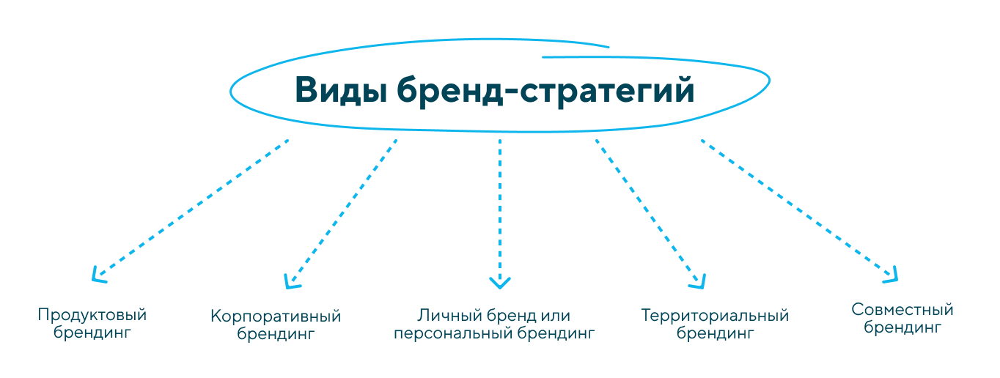 Виды бренд-стратегий
Продуктовый
брендинг
Корпоративный
брендинг
Личный бренд или
персональный брендинг
Территориальный
брендинг
Совместный
брендинг